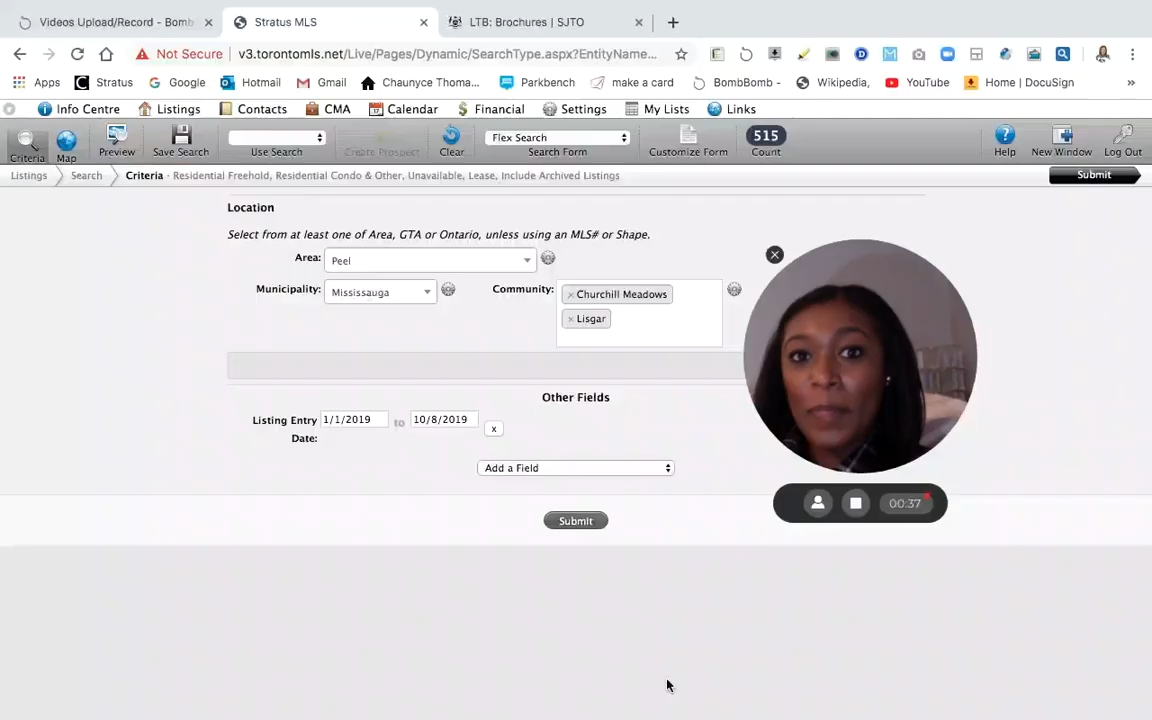 Videos Upload/Record - Bomb
Stratus MLS
LTB: Brochures | SJTO
Not Secure
v3.torontomls.net/Live/Pages/Dynamic/SearchType.aspx?EntityName...
Apps
Stratus
Google
Hotmail
Gmail
Chaunyce Thoma...
Parkbench
make a card
BombBomb -
Wikipedia,
YouTube
Home | DocuSign
»
Info Centre
Listings
Contacts
CMA
Calendar
Financial
Settings
My Lists
Links
Criteria
Map
Preview
Save Search
Use Search
Create Prospect
Clear
Flex Search
Search Form
Customize Form
515
Count
Help
New Window
Log Out
Listings
Search
Criteria - Residential Freehold, Residential Condo & Other, Unavailable, Lease, Include Archived Listings
Submit
Location
Select from at least one of Area, GTA or Ontario, unless using an MLS# or Shape.
Area: Peel
Municipality: Mississauga
Community: × Churchill Meadows
× Lisgar
Other Fields
Listing Entry 1/1/2019 to 10/8/2019 x
Date:
Add a Field
Submit
00:37